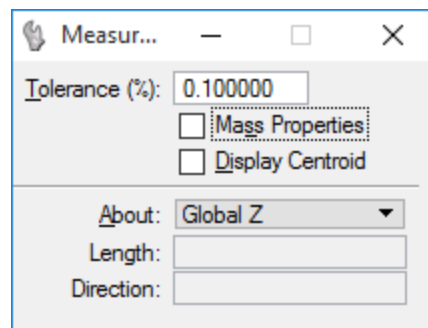 Measur...
Tolerance (%): 0.100000
Mass Properties
Display Centroid
About: Global Z
Length:
Direction: